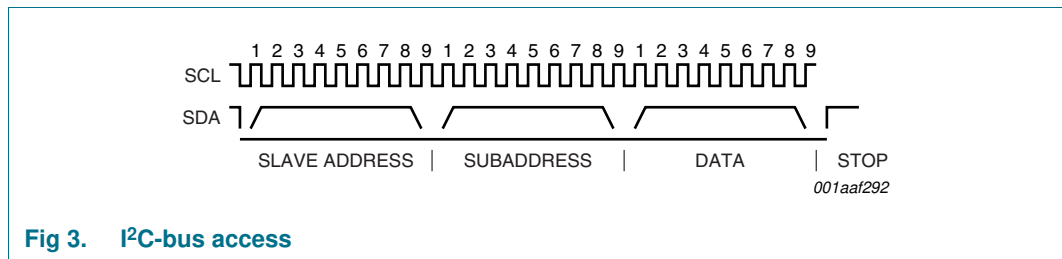 1 2 3 4 5 6 7 8 9 1 2 3 4 5 6 7 8 9 1 2 3 4 5 6 7 8 9
SCL
SDA
SLAVE ADDRESS SUBADDRESS DATA STOP
001aaf292
Fig 3. I²C-bus access